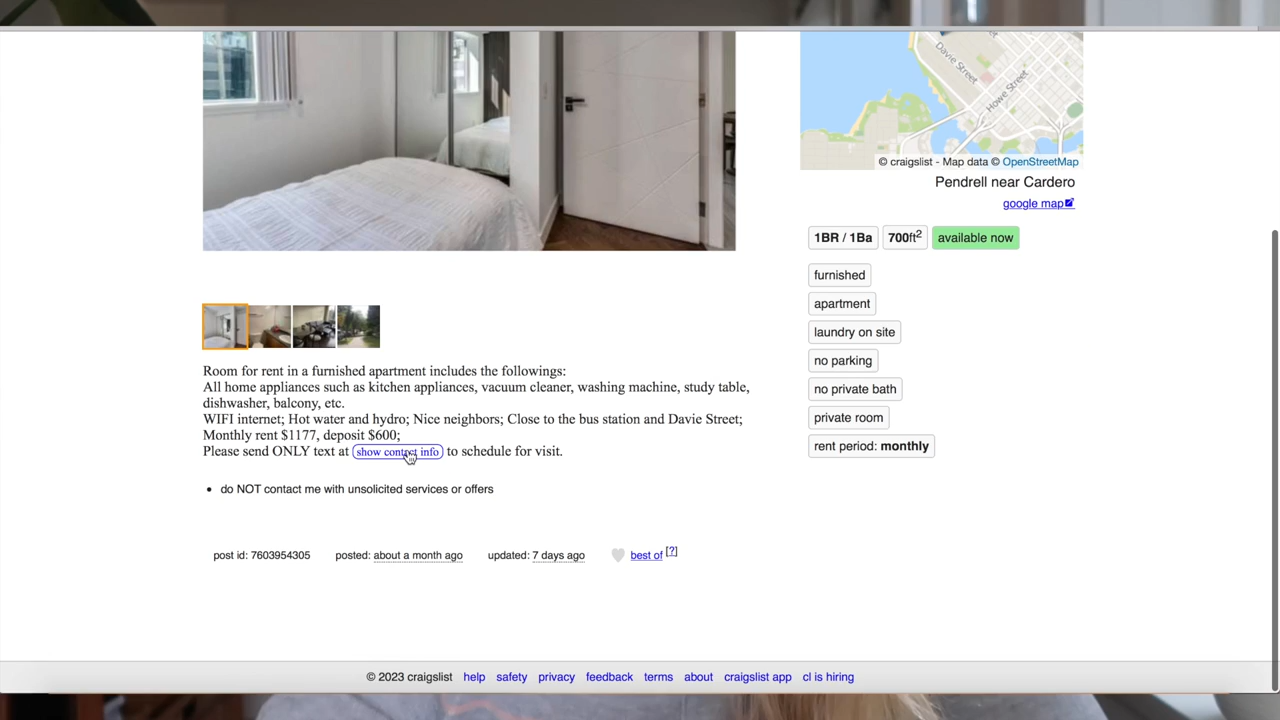 Davie Street
Howe Street
© craigslist - Map data © OpenStreetMap
Pendrell near Cardero
google map
1BR / 1Ba
700ft2
available now
furnished
apartment
laundry on site
no parking
no private bath
private room
rent period: monthly
Room for rent in a furnished apartment includes the followings:
All home appliances such as kitchen appliances, vacuum cleaner, washing machine, study table,
dishwasher, balcony, etc.
WIFI internet; Hot water and hydro; Nice neighbors; Close to the bus station and Davie Street;
Monthly rent $1177, deposit $600;
Please send ONLY text at show contact info to schedule for visit.
do NOT contact me with unsolicited services or offers
post id: 7603954305 posted: about a month ago updated: 7 days ago best of [?]
© 2023 craigslist help safety privacy feedback terms about craigslist app cl is hiring